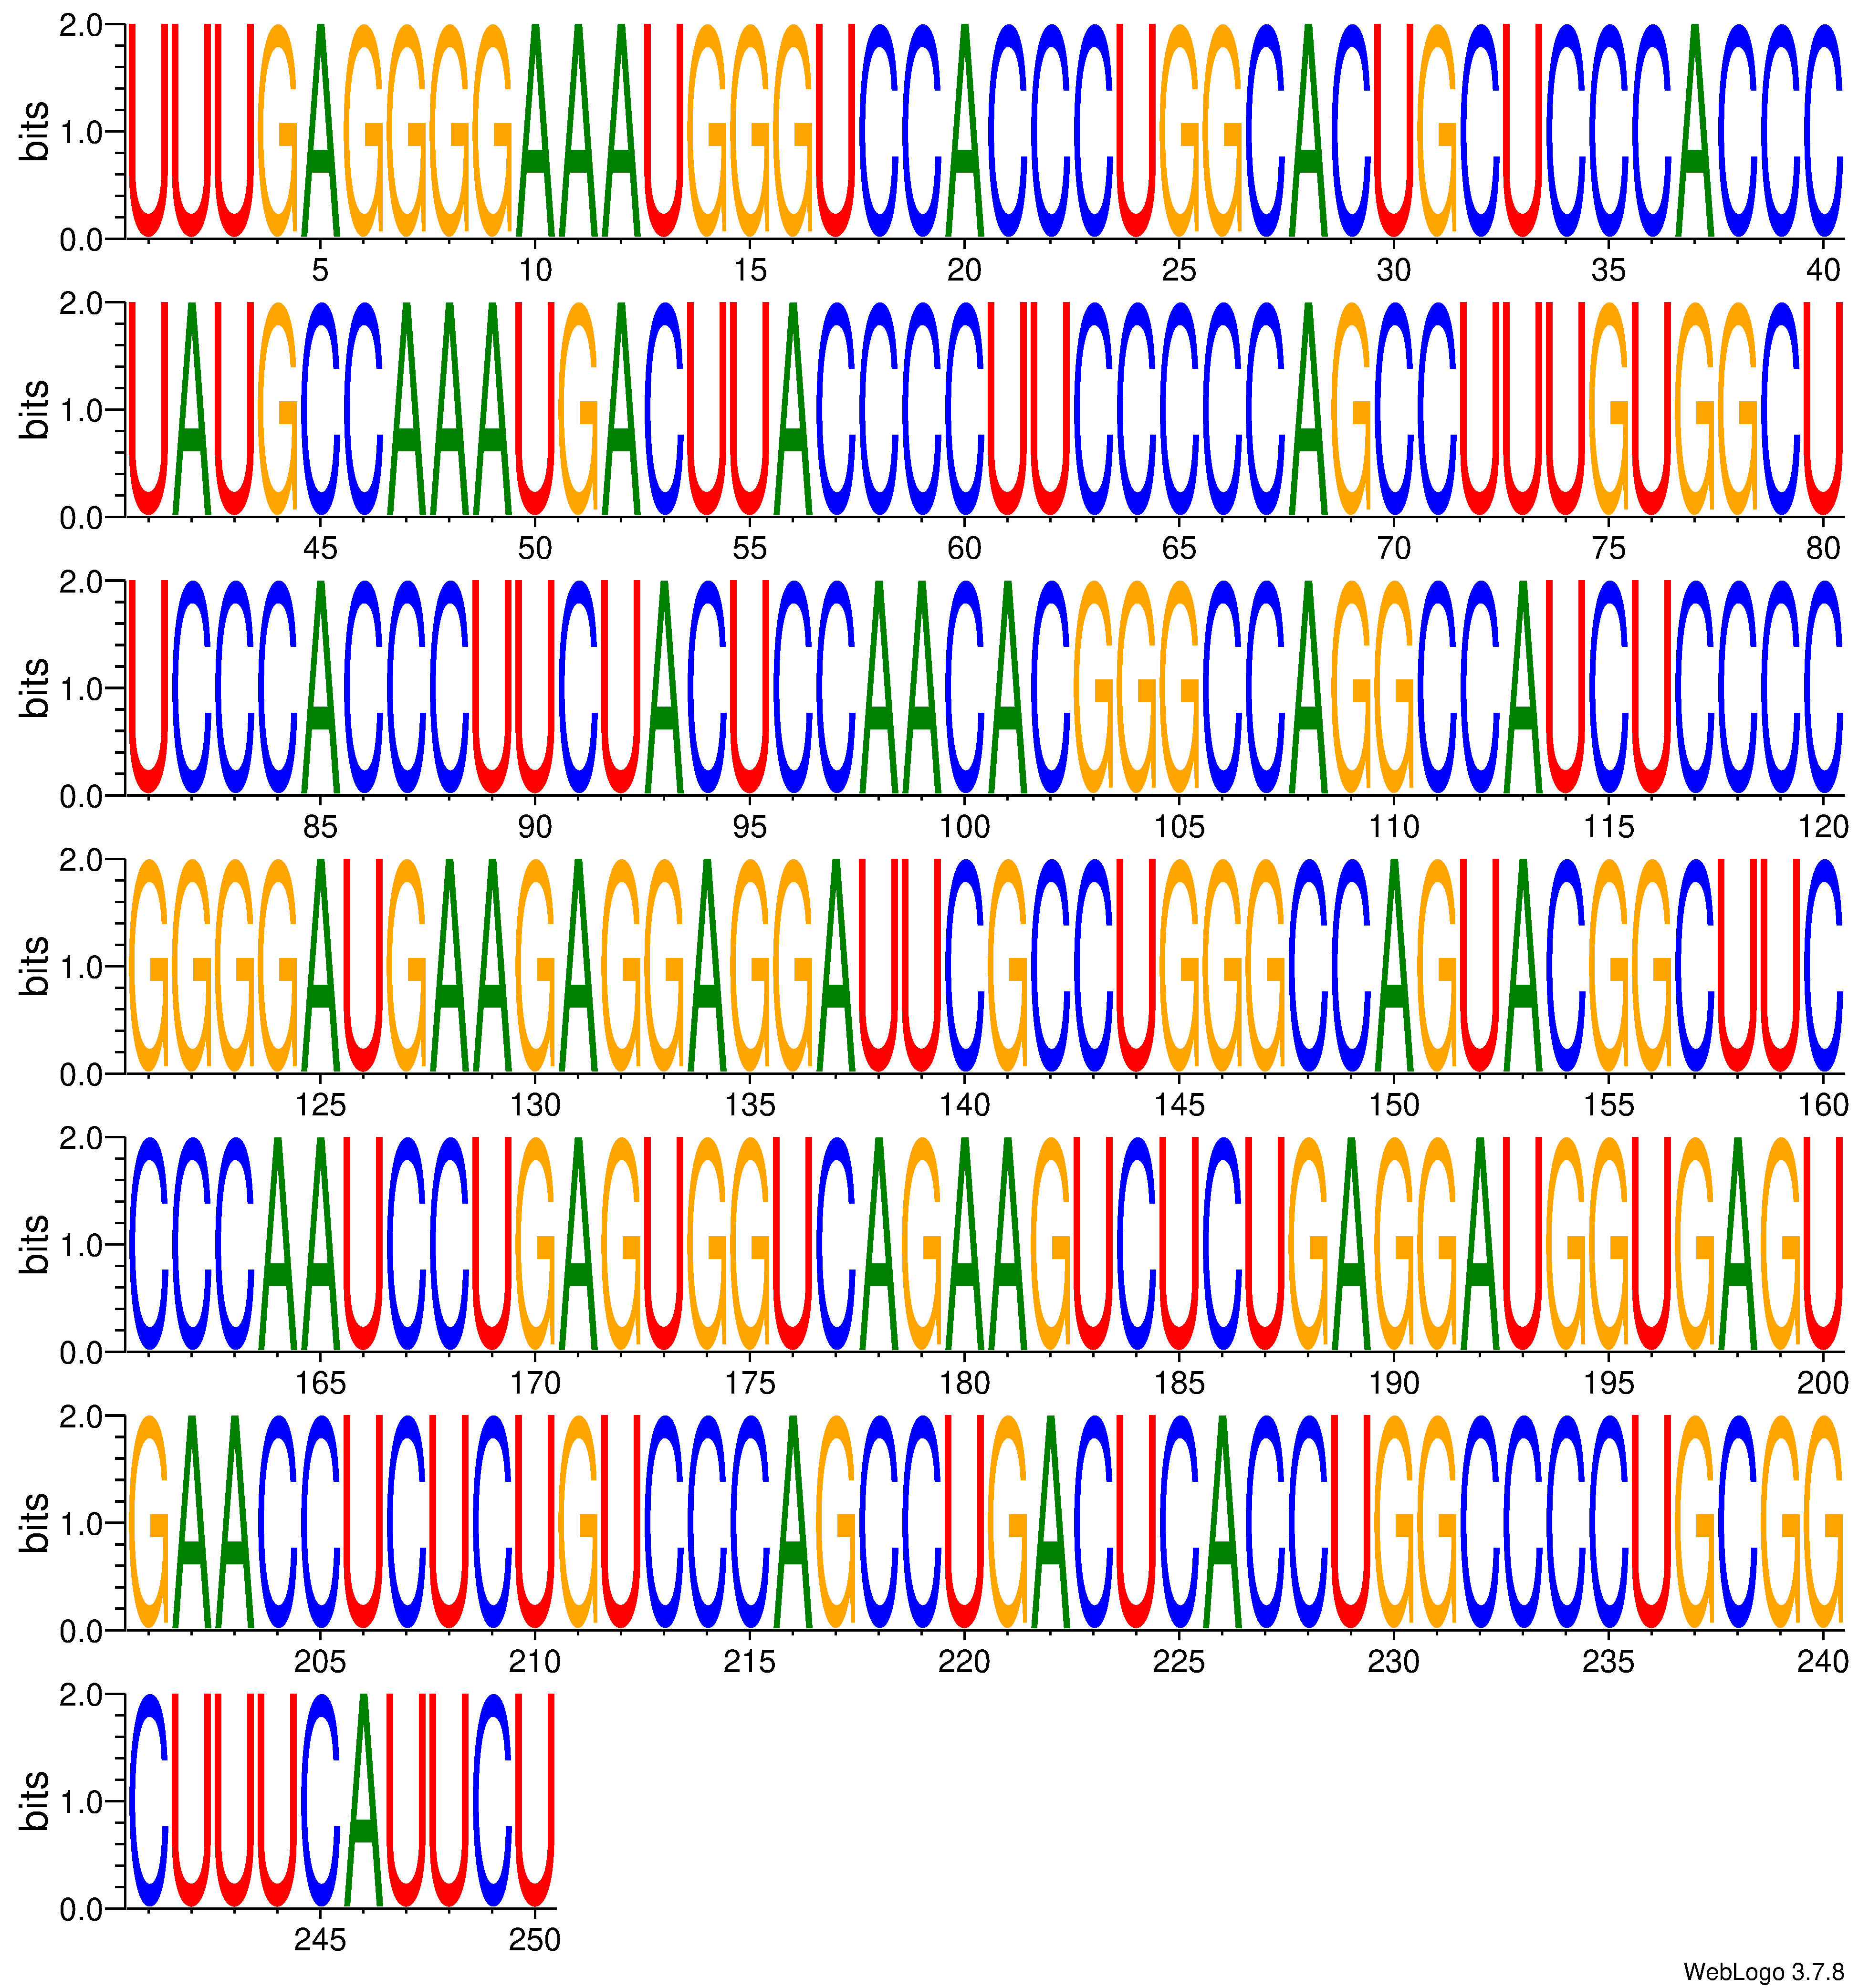 2.0 UUUGAGGGGAAAUGGGUCCACCCUGGCACUGCUCCCACCC
bits 1.0
0.0
5 10 15 20 25 30 35 40
2.0 UAUGCCAAAUGACUUACCCCUUCCCCCAGCCUUUGUGGCU
bits 1.0
0.0
45 50 55 60 65 70 75 80
2.0 UCCCACCCUUCUACUCCAACACGGGCCAGGCCAUCUCCCC
bits 1.0
0.0
85 90 95 100 105 110 115 120
2.0 GGGGAUGAAGAGGAGGAUUCGCCUGGGCCAGUACGGCUUC
bits 1.0
0.0
125 130 135 140 145 150 155 160
2.0 CCCAAUCCUGAGUGGUCAGAAGUCUCUGAGGAUGGUGAGU
bits 1.0
0.0
165 170 175 180 185 190 195 200
2.0 GAACCUCUCUGUCCCAGCCUGACUCACCUGGCCCCUGCGG
bits 1.0
0.0
205 210 215 220 225 230 235 240
2.0 CUUUCAUUCU
bits 1.0
0.0
245 250
WebLogo 3.7.8